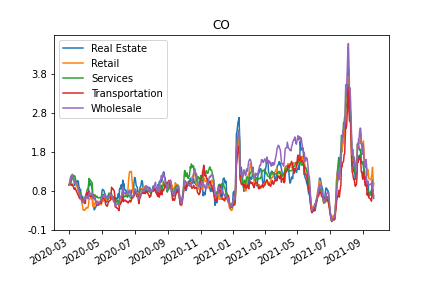 CO
Real Estate
Retail
Services
Transportation
Wholesale
3.8
2.8
1.8
0.8
-0.1
2020-03
2020-05
2020-07
2020-09
2020-11
2021-01
2021-03
2021-05
2021-07
2021-09